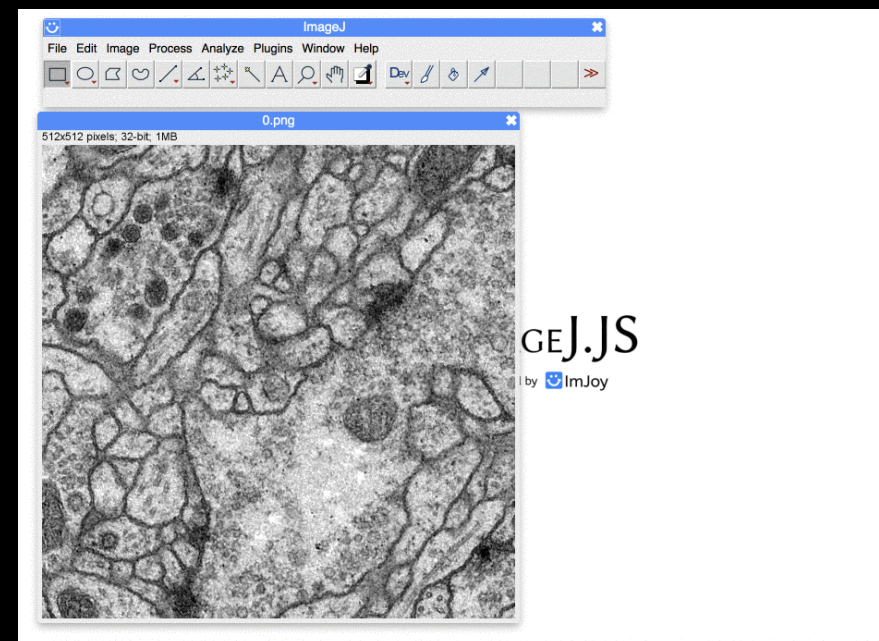 ImageJ
File Edit Image Process Analyze Plugins Window Help
A Dev >>
0.png
512x512 pixels; 32-bit; 1MB
GEJ.JS
by ImJoy